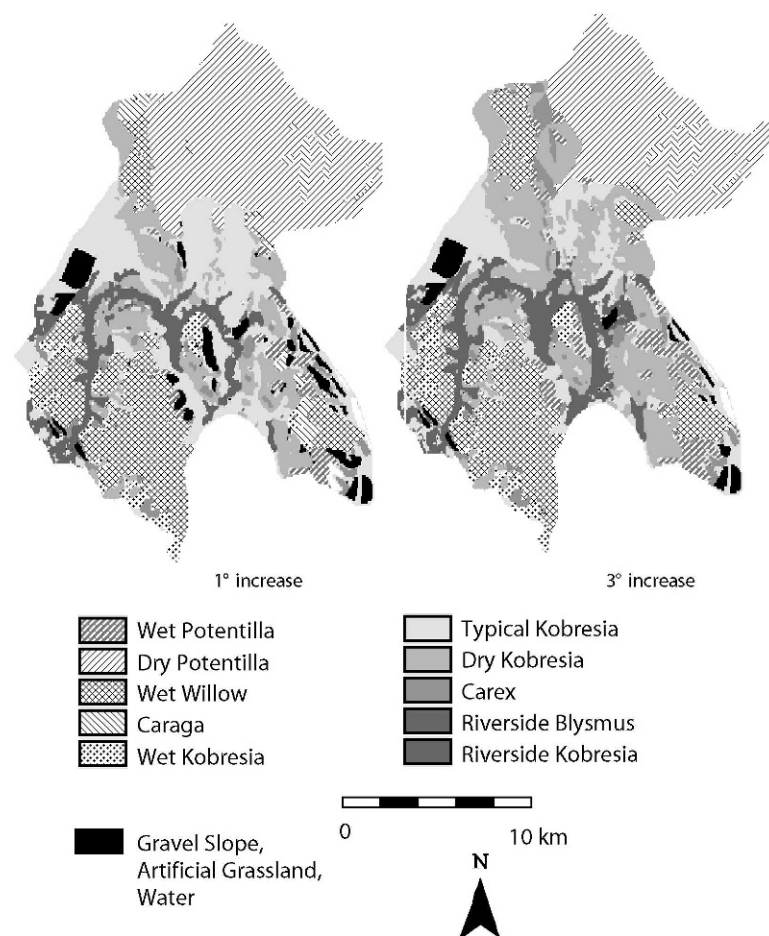 1° increase
3° increase
Wet Potentilla
Dry Potentilla
Wet Willow
Caraga
Wet Kobresia
Typical Kobresia
Dry Kobresia
Carex
Riverside Blysmus
Riverside Kobresia
Gravel Slope,
Artificial Grassland,
Water
0
10 km
N